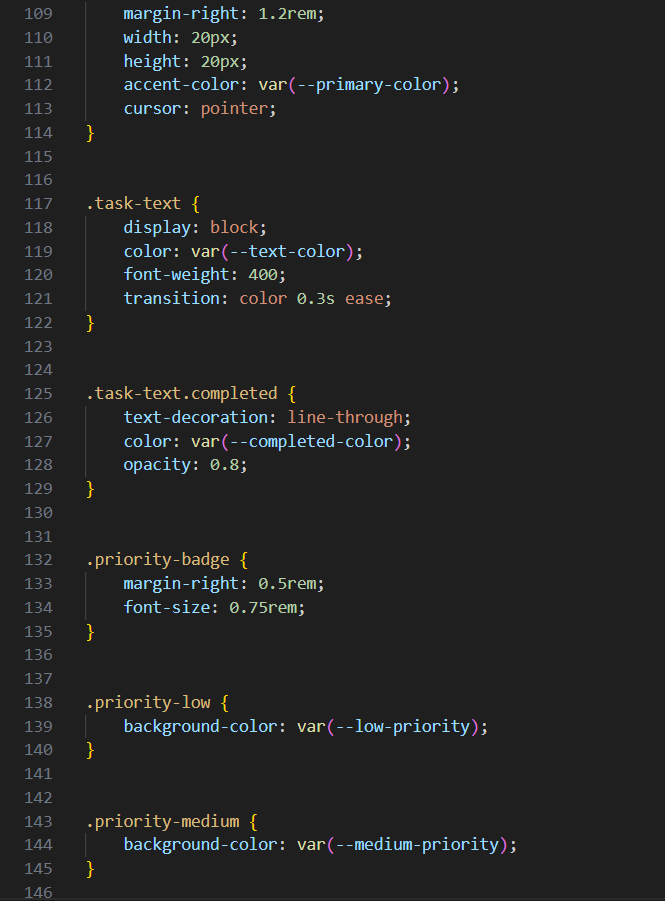 109 margin-right: 1.2rem;
110 width: 20px;
111 height: 20px;
112 accent-color: var(--primary-color);
113 cursor: pointer;
114 }
115
116
117 .task-text {
118 display: block;
119 color: var(--text-color);
120 font-weight: 400;
121 transition: color 0.3s ease;
122 }
123
124
125 .task-text.completed {
126 text-decoration: line-through;
127 color: var(--completed-color);
128 opacity: 0.8;
129 }
130
131
132 .priority-badge {
133 margin-right: 0.5rem;
134 font-size: 0.75rem;
135 }
136
137
138 .priority-low {
139 background-color: var(--low-priority);
140 }
141
142
143 .priority-medium {
144 background-color: var(--medium-priority);
145 }
146